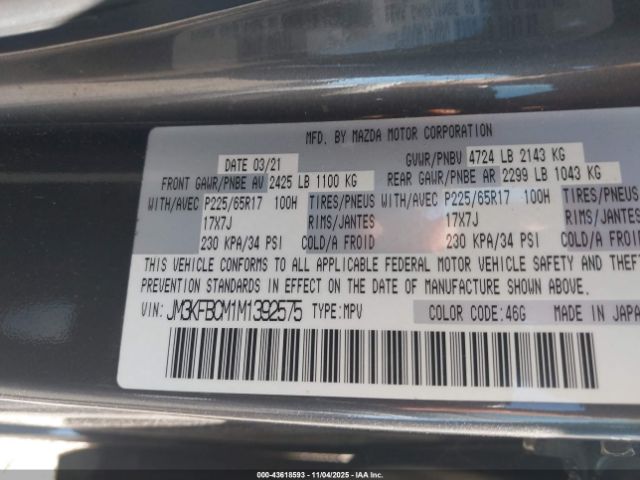 MFD. BY MAZDA MOTOR CORPORATION
DATE 03/21 GVWR/PNBV 4724 LB 2143 KG
FRONT GAWR/PNBE AV 2425 LB 1100 KG REAR GAWR/PNBE AR 2299 LB 1043 KG
WITH/AVEC P225/65R17 100H TIRES/PNEUS WITH/AVEC P225/65R17 100H TIRES/PNEUS
17X7J RIMS/JANTES 17X7J RIMS/JANTES
230 KPA/34 PSI COLD/A FROID 230 KPA/34 PSI COLD/A FROID
THIS VEHICLE CONFORMS TO ALL APPLICABLE FEDERAL MOTOR VEHICLE SAFETY AND THEFT
PREVENTION STANDARDS IN EFFECT ON THE DATE OF MANUFACTURE SHOWN ABOVE.
VIN: JM3KFBCM1M1392575 TYPE: MPV COLOR CODE: 46G MADE IN JAPA
000-43618593 - 11/04/2025 - IAA Inc.